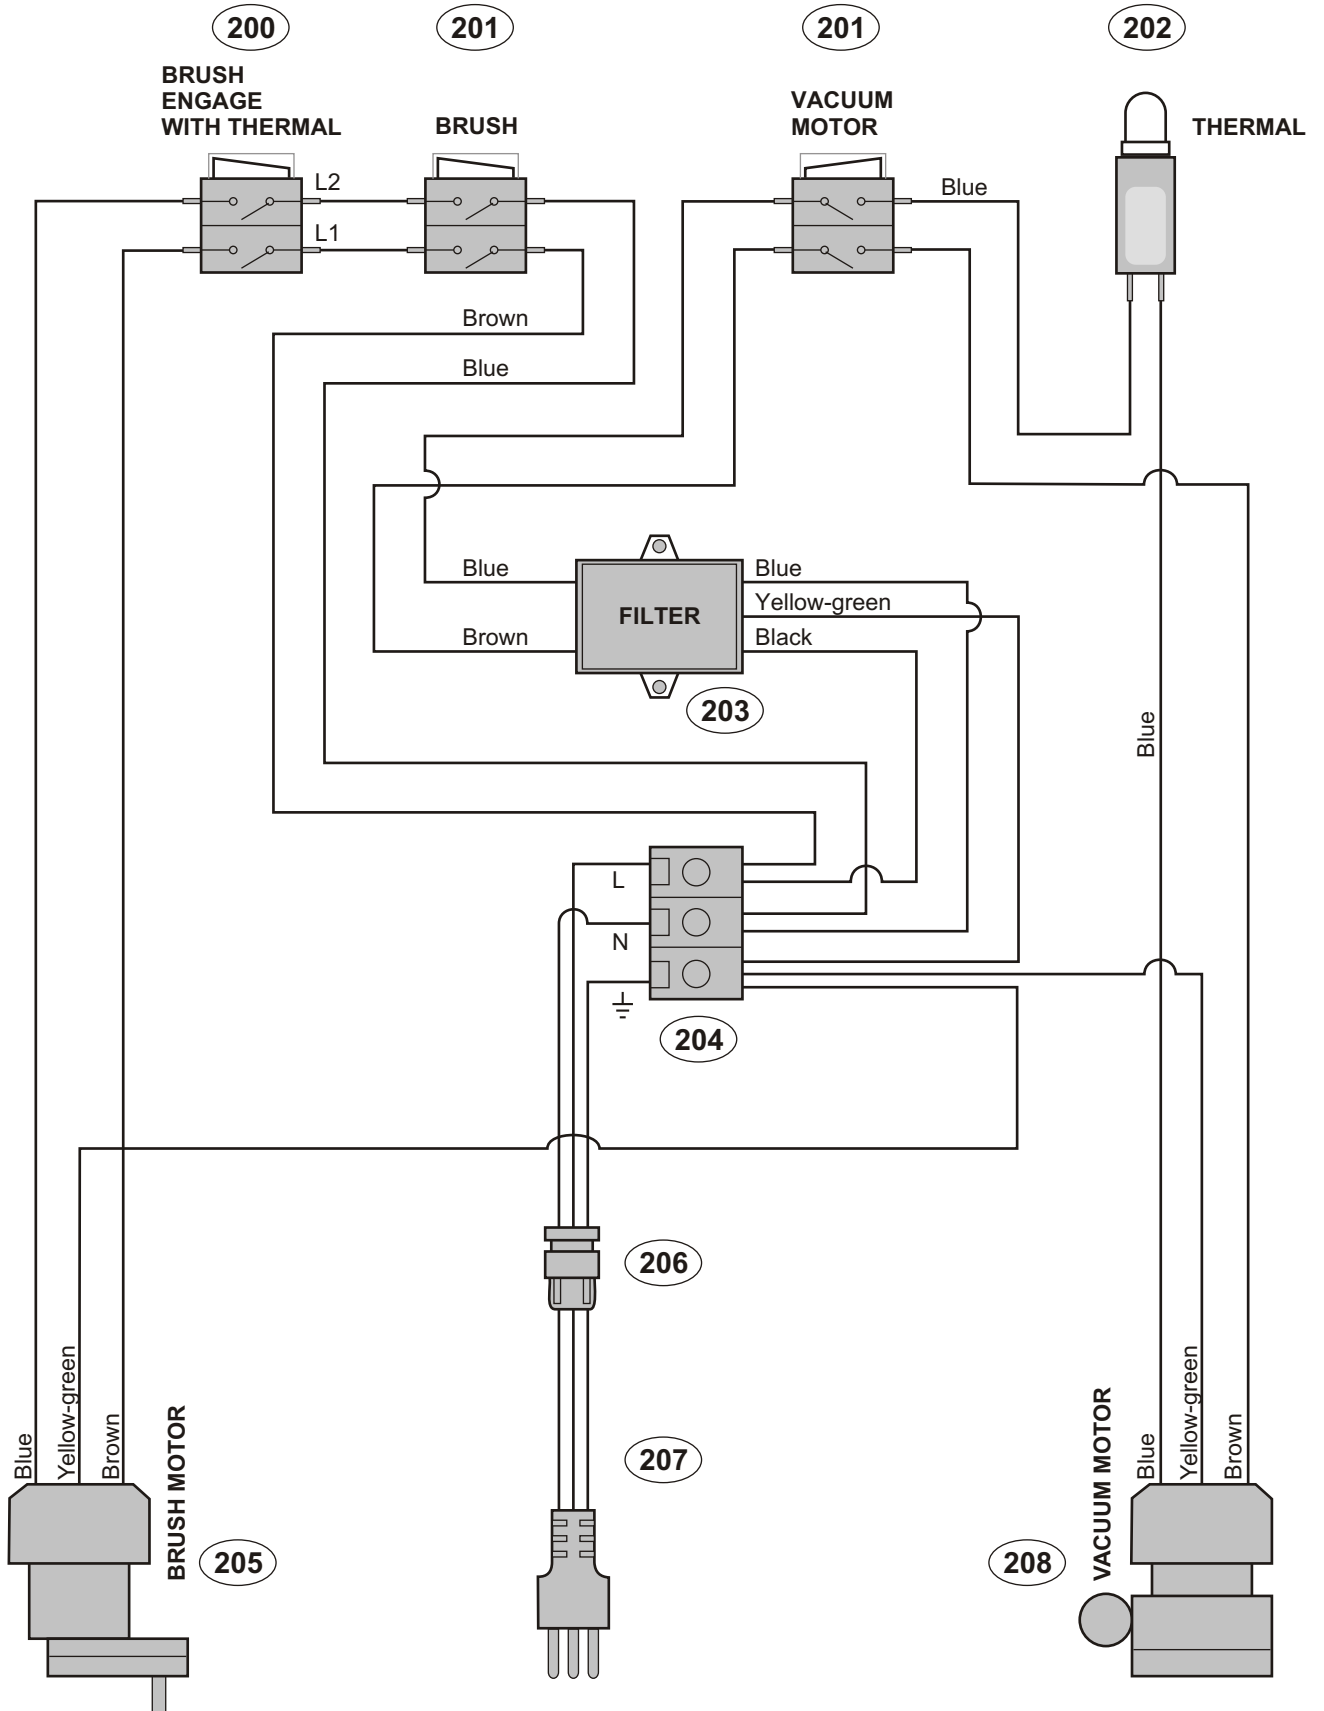 200
201
201
202
BRUSH
ENGAGE
WITH THERMAL
BRUSH
VACUUM
MOTOR
THERMAL
L2
L1
Blue
Brown
Blue
Blue
Brown
FILTER
Blue
Yellow-green
Black
203
Blue
L
N
204
206
207
Blue
Yellow-green
Brown
BRUSH MOTOR
205
208
VACUUM MOTOR
Blue
Yellow-green
Brown